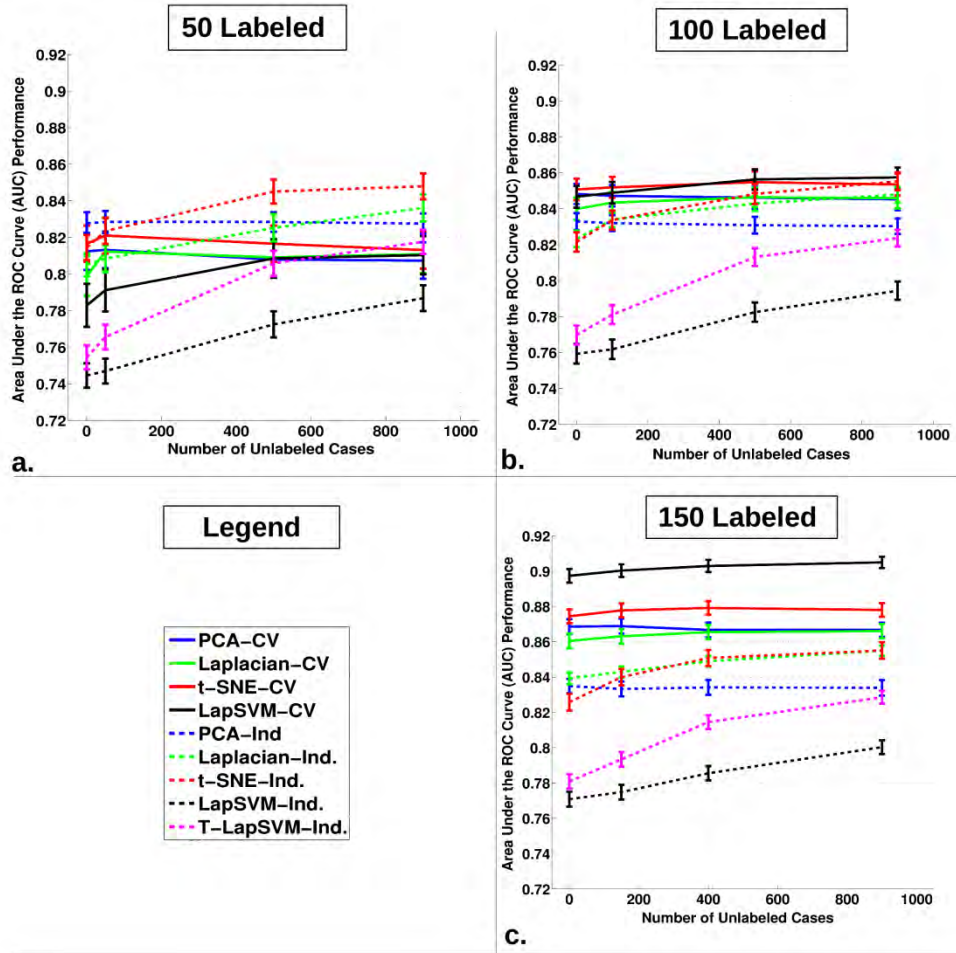 50 Labeled
Area Under the ROC Curve (AUC) Performance
0.92
0.9
0.88
0.86
0.84
0.82
0.8
0.78
0.76
0.74
0.72
0 200 400 600 800 1000
Number of Unlabeled Cases
a.
100 Labeled
Area Under the ROC Curve (AUC) Performance
0.92
0.9
0.88
0.86
0.84
0.82
0.8
0.78
0.76
0.74
0.72
0 200 400 600 800 1000
Number of Unlabeled Cases
b.
Legend
PCA-CV
Laplacian-CV
t-SNE-CV
LapSVM-CV
PCA-Ind
Laplacian-Ind.
t-SNE-Ind.
LapSVM-Ind.
T-LapSVM-Ind.
150 Labeled
Area Under the ROC Curve (AUC) Performance
0.92
0.9
0.88
0.86
0.84
0.82
0.8
0.78
0.76
0.74
0.72
0 200 400 600 800 1000
Number of Unlabeled Cases
c.